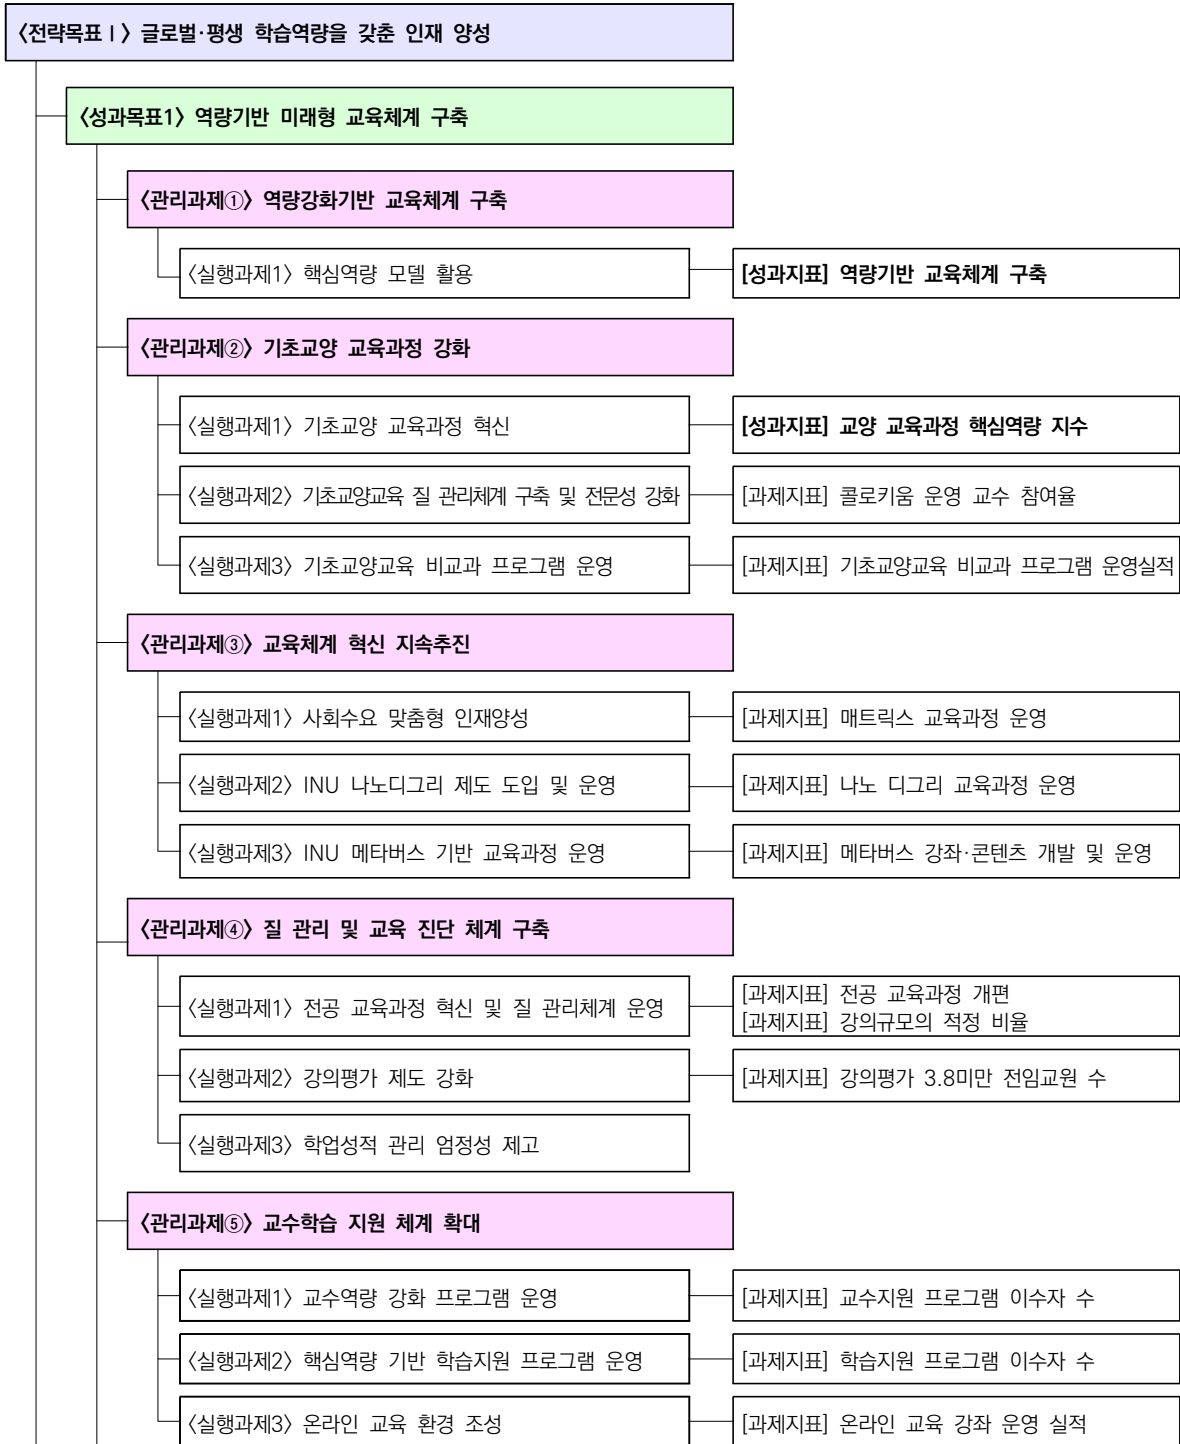 〈전략목표Ⅰ〉 글로벌·평생 학습역량을 갖춘 인재 양성
〈성과목표1〉 역량기반 미래형 교육체계 구축
〈관리과제①〉 역량강화기반 교육체계 구축
〈실행과제1〉 핵심역량 모델 활용
[성과지표] 역량기반 교육체계 구축
〈관리과제②〉 기초교양 교육과정 강화
〈실행과제1〉 기초교양 교육과정 혁신
[성과지표] 교양 교육과정 핵심역량 지수
〈실행과제2〉 기초교양교육 질 관리체계 구축 및 전문성 강화
[과제지표] 콜로키움 운영 교수 참여율
〈실행과제3〉 기초교양교육 비교과 프로그램 운영
[과제지표] 기초교양교육 비교과 프로그램 운영실적
〈관리과제③〉 교육체계 혁신 지속추진
〈실행과제1〉 사회수요 맞춤형 인재양성
[과제지표] 매트릭스 교육과정 운영
〈실행과제2〉 INU 나노디그리 제도 도입 및 운영
[과제지표] 나노 디그리 교육과정 운영
〈실행과제3〉 INU 메타버스 기반 교육과정 운영
[과제지표] 메타버스 강좌·콘텐츠 개발 및 운영
〈관리과제④〉 질 관리 및 교육 진단 체계 구축
〈실행과제1〉 전공 교육과정 혁신 및 질 관리체계 운영
[과제지표] 전공 교육과정 개편
[과제지표] 강의규모의 적정 비율
〈실행과제2〉 강의평가 제도 강화
[과제지표] 강의평가 3.8미만 전임교원 수
〈실행과제3〉 학업성적 관리 엄정성 제고
〈관리과제⑤〉 교수학습 지원 체계 확대
〈실행과제1〉 교수역량 강화 프로그램 운영
[과제지표] 교수지원 프로그램 이수자 수
〈실행과제2〉 핵심역량 기반 학습지원 프로그램 운영
[과제지표] 학습지원 프로그램 이수자 수
〈실행과제3〉 온라인 교육 환경 조성
[과제지표] 온라인 교육 강좌 운영 실적